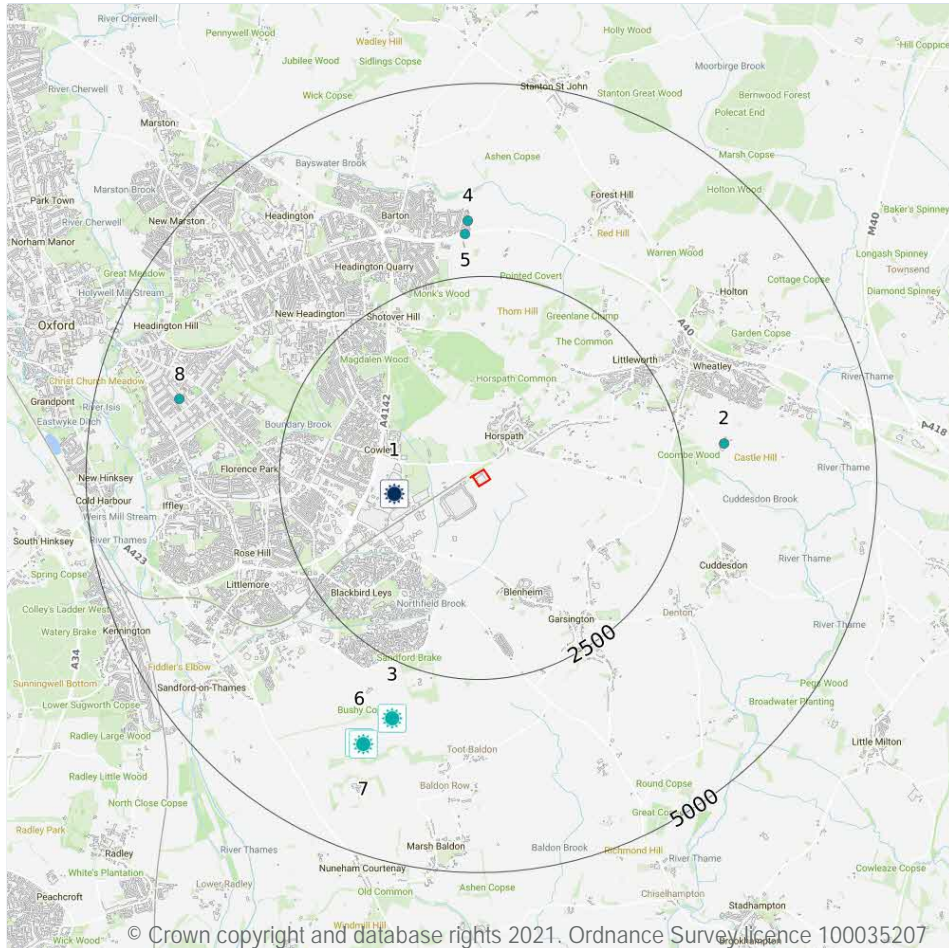 River Cherwell
Pennywell Wood
Holly Wood
Wadley Hill
Hill Coppice
Jubilee Wood
Sidlings Copse
Moorbirge Brook
River Cherwell
Wick Copse
Stanton St John
Stanton Great Wood
Bernwood Forest
Polecat End
Marston
Bayswater Brook
Ashen Copse
Marsh Copse
Marston Brook
Park Town
New Marston
Headington
Barton
4
Forest Hill
Holton Wood
Baker's Spinney
River Cherwell
M40
Norham Manor
Red Hill
Longash Spinney
Headington Quarry
5
Warren Wood
Townsend
Great Meadow
Pointed Covert
Cottage Copse
Diamond Spinney
Holywell Mill Stream
Monk's Wood
Holton
Oxford
Headington Hill
New Headington
Shotover Hill
Thorn Hill
Greenlane Clump
A40
Garden Copse
The Common
Magdalen Wood
Littleworth
Wheatley
8
Christ Church Meadow
Horspath Common
River Thame
Grandpont
River Isis
Eastwyke Ditch
A4142
2
Boundary Brook
A418
1
Horspath
Cowley
Coombe Wood
Castle Hill
Florence Park
New Hinksey
River Thame
Cold Harbour
Iffley
Cuddesdon Brook
Weirs Mill Stream
South Hinksey
River Thames
A423
Rose Hill
River Thame
Spring Copse
Littlemore
Cuddesdon
Blackbird Leys
Blenheim
Colley's Ladder West
Northfield Brook
Denton
Watery Brake
Kennington
Garsington
River Thame
A34
2500
Sandford Brake
Fiddler's Elbow
3
Sunningwell Bottom
Sandford-on-Thames
Pegs Wood
Lower Sugworth Copse
6
Broadwater Planting
Radley Large Wood
Little Milton
Toot Baldon
Radley Little Wood
7
Baldon Row
Round Copse
North Close Copse
5000
Radley Park
River Thames
Marsh Baldon
Baldon Brook
Richmond Hill
Radley
River Thame
White's Plantation
Nuneham Courtenay
Cowleaze Copse
Lower Radley
Old Common
Ashen Copse
Chiselhampton
Peachcroft
Stadhampton
Windmill Hill
Wick Wood
Brookhampton
© Crown copyright and database rights 2021. Ordnance Survey licence 100035207